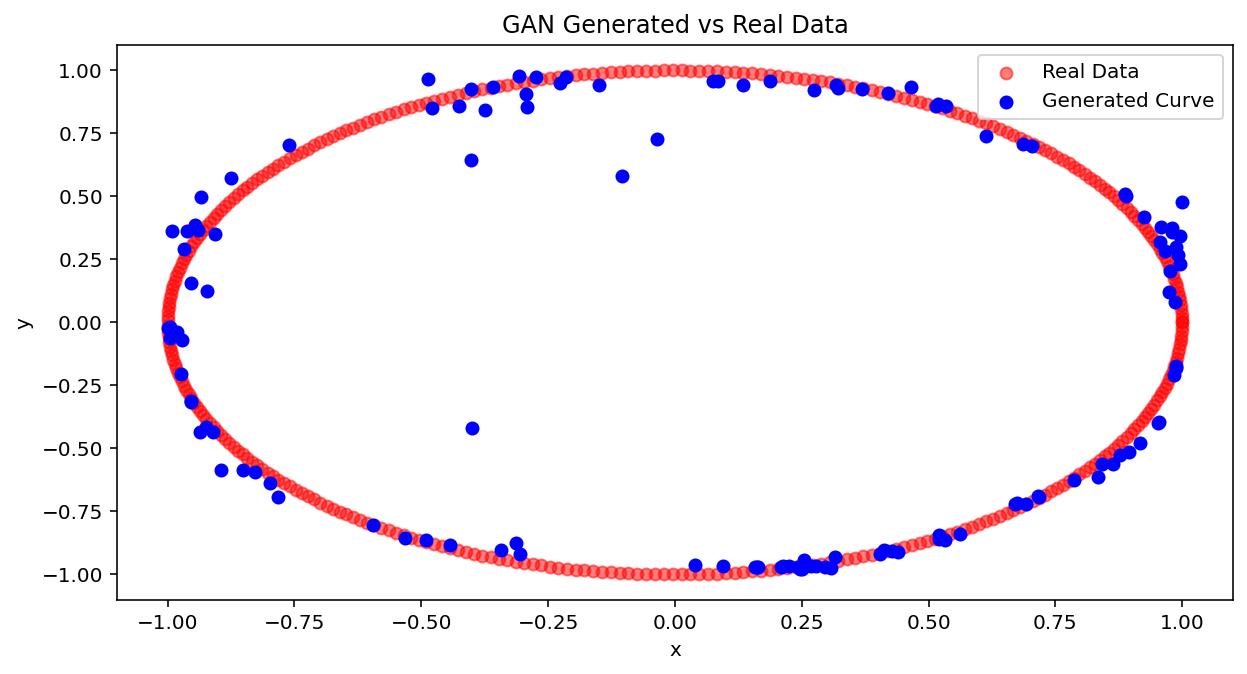 GAN Generated vs Real Data
Real Data
Generated Curve
1.00
0.75
0.50
0.25
0.00
−0.25
−0.50
−0.75
−1.00
y
−1.00 −0.75 −0.50 −0.25 0.00 0.25 0.50 0.75 1.00
x